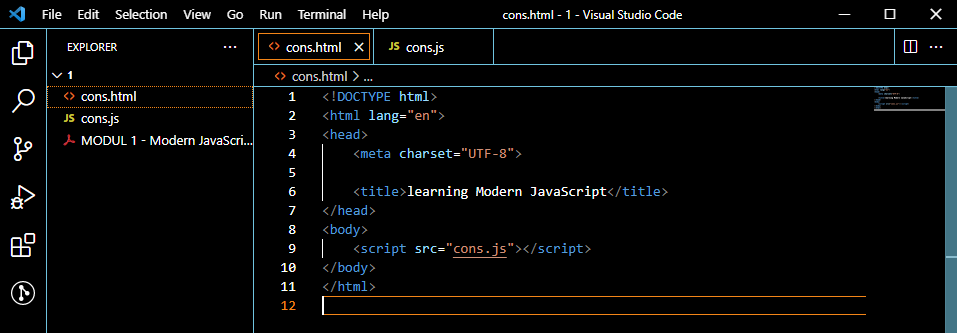 File Edit Selection View Go Run Terminal Help cons.html - 1 - Visual Studio Code
EXPLORER ...
1
cons.html
cons.js
MODUL 1 - Modern JavaScri...
cons.html JS cons.js ...
cons.html > ...
1 <!DOCTYPE html>
2 <html lang="en">
3 <head>
4 <meta charset="UTF-8">
5
6 <title>learning Modern JavaScript</title>
7 </head>
8 <body>
9 <script src="cons.js"></script>
10 </body>
11 </html>
12